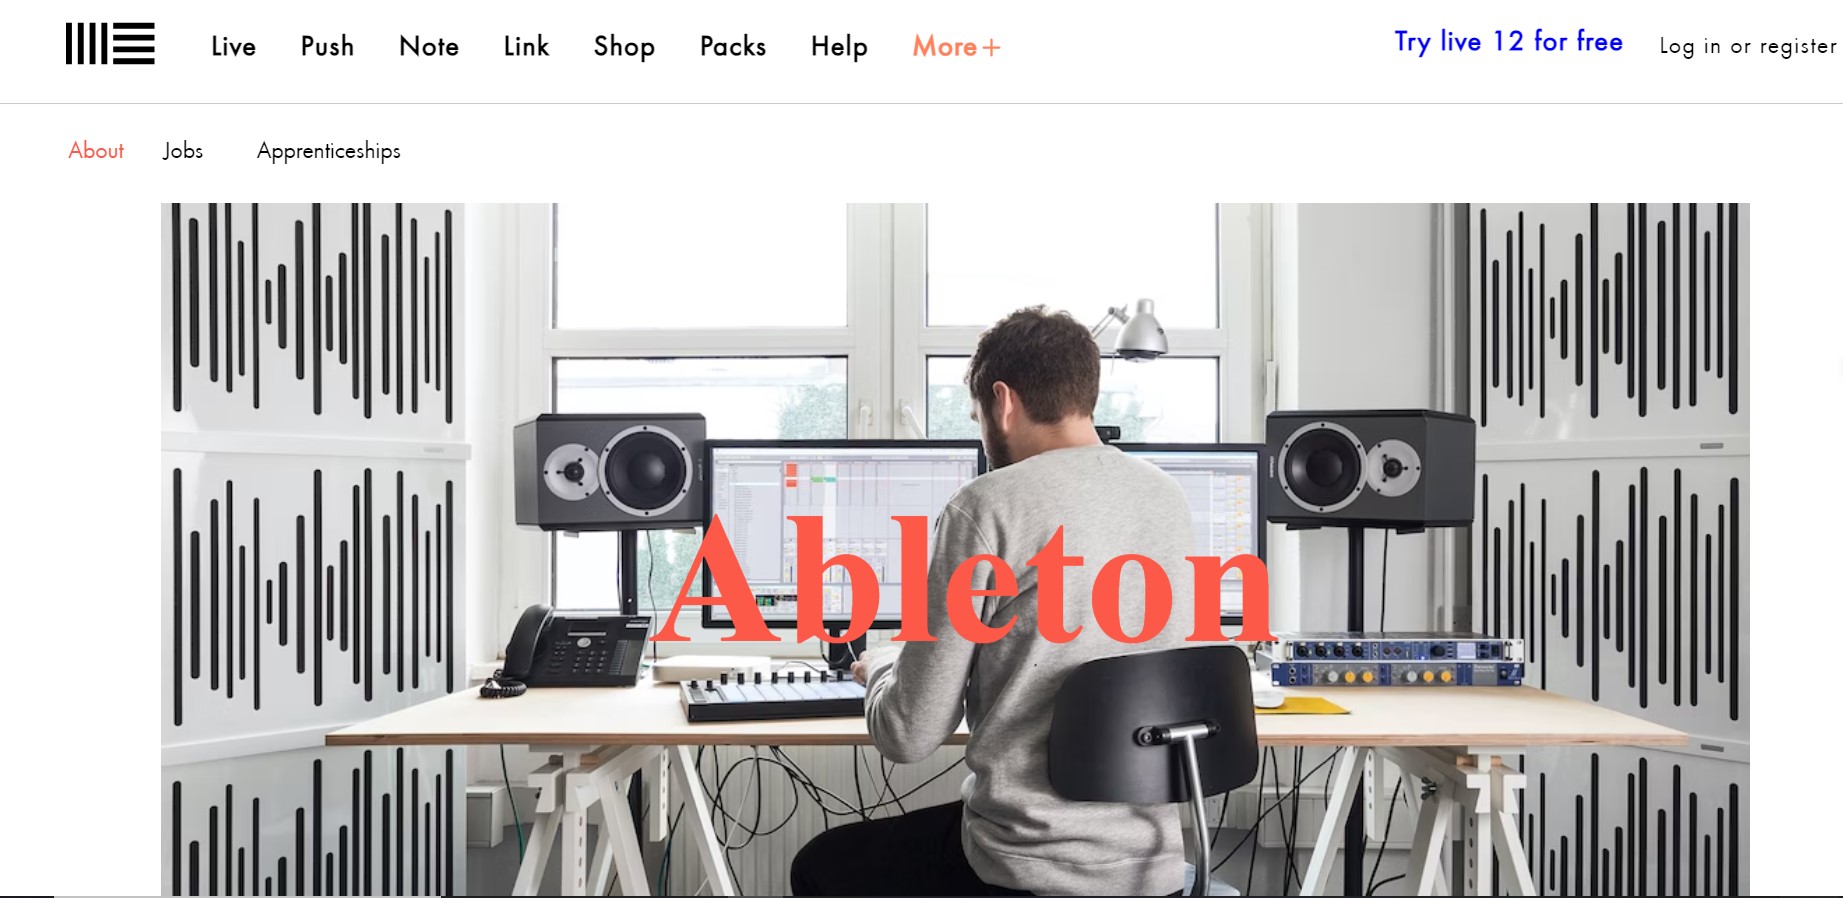 Live Push Note Link Shop Packs Help More + Try live 12 for free Log in or register
About Jobs Apprenticeships
Ableton